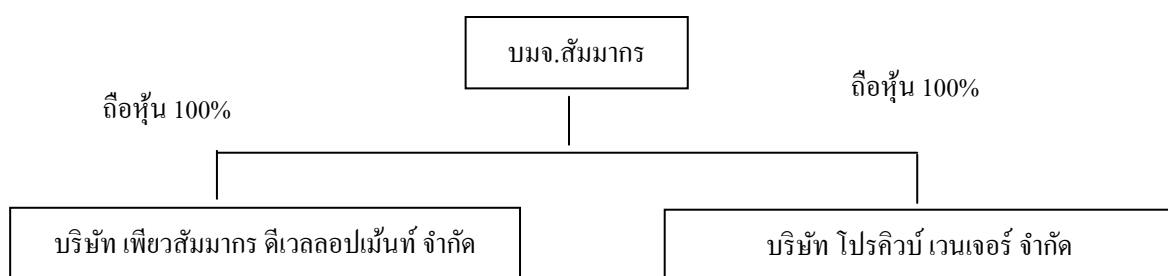 บมจ.สัมมากร
ถือหุ้น 100%
ถือหุ้น 100%
บริษัท เพียวสัมมากร ดีเวลลอปเม้นท์ จำกัด
บริษัท โปรคิวบ์ เวนเจอร์ จำกัด